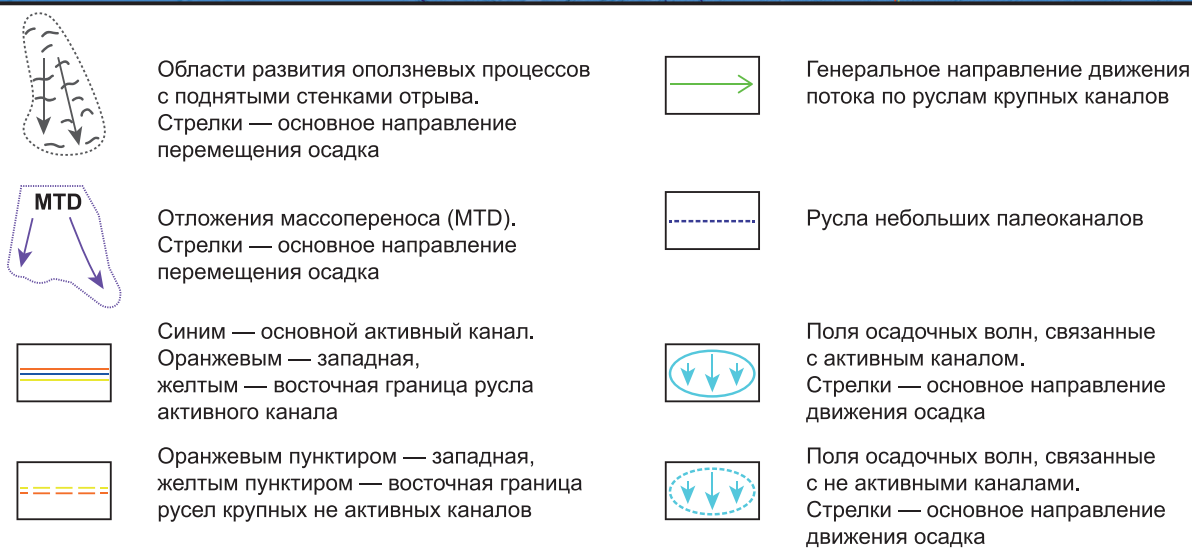 Области развития оползневых процессов
с поднятыми стенками отрыва.
Стрелки — основное направление
перемещения осадка
MTD
Отложения массопереноса (MTD).
Стрелки — основное направление
перемещения осадка
Синим — основной активный канал.
Оранжевым — западная,
желтым — восточная граница русла
активного канала
Оранжевым пунктиром — западная,
желтым пунктиром — восточная граница
русел крупных не активных каналов
Генеральное направление движения
потока по руслам крупных каналов
Русла небольших палеоканалов
Поля осадочных волн, связанные
с активным каналом.
Стрелки — основное направление
движения осадка
Поля осадочных волн, связанные
с не активными каналами.
Стрелки — основное направление
движения осадка